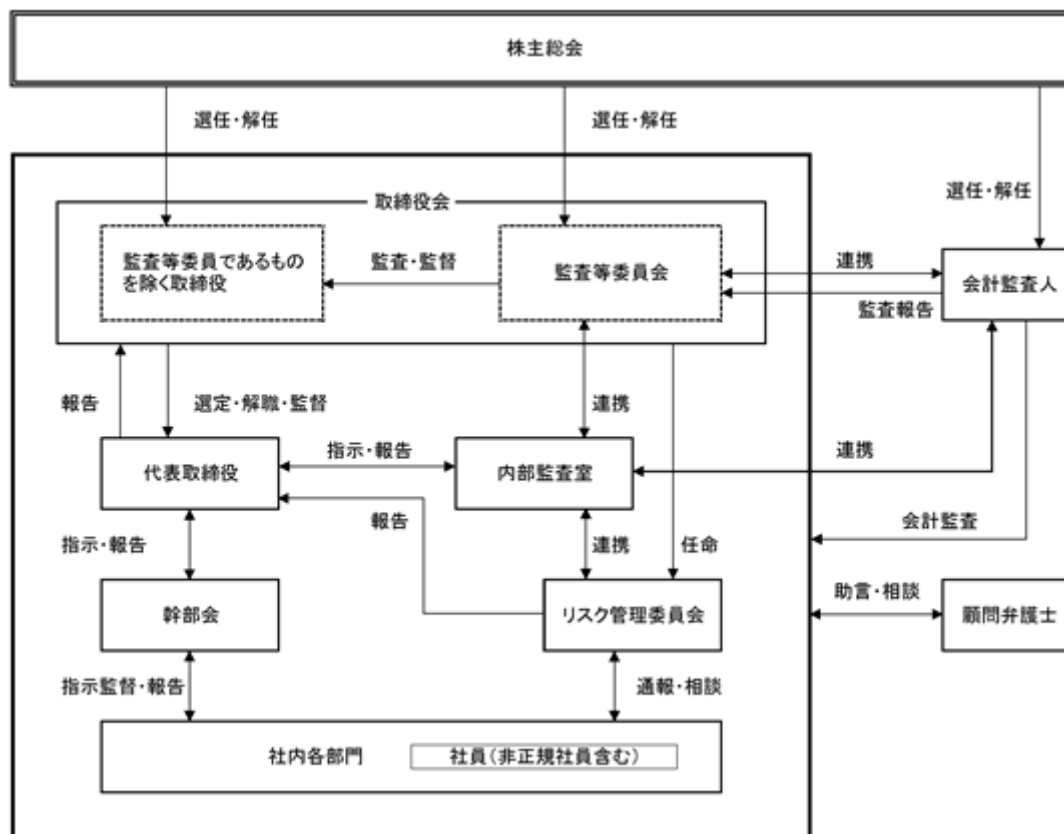 株主総会
選任・解任
選任・解任
選任・解任
取締役会
監査等委員であるもの
を除く取締役
監査・監督
監査等委員会
連携
監査報告
会計監査人
報告
選定・解職・監督
連携
代表取締役
指示・報告
内部監査室
連携
報告
会計監査
指示・報告
連携
任命
幹部会
リスク管理委員会
助言・相談
顧問弁護士
指示監督・報告
通報・相談
社内各部門
社員(非正規社員含む)